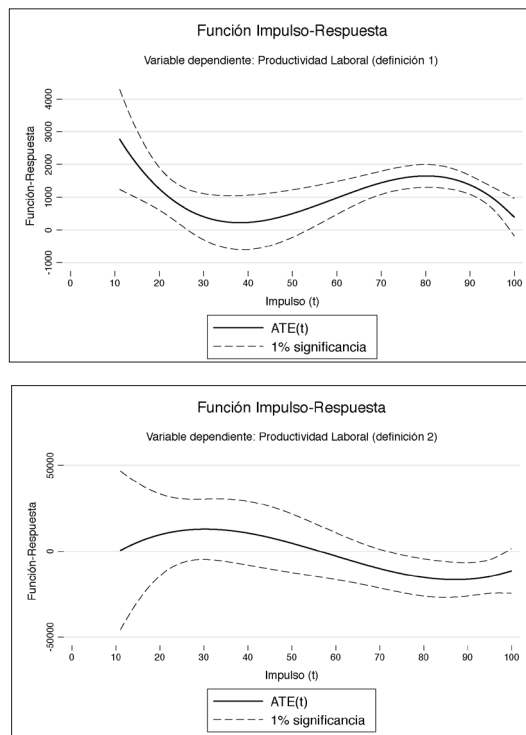 Función Impulso-Respuesta
Variable dependiente: Productividad Laboral (definición 1)
Función-Respuesta
4000
3000
2000
1000
0
-1000
0 10 20 30 40 50 60 70 80 90 100
Impulso (t)
ATE(t)
1% significancia
Función Impulso-Respuesta
Variable dependiente: Productividad Laboral (definición 2)
Función-Respuesta
50000
0
-50000
0 10 20 30 40 50 60 70 80 90 100
Impulso (t)
ATE(t)
1% significancia